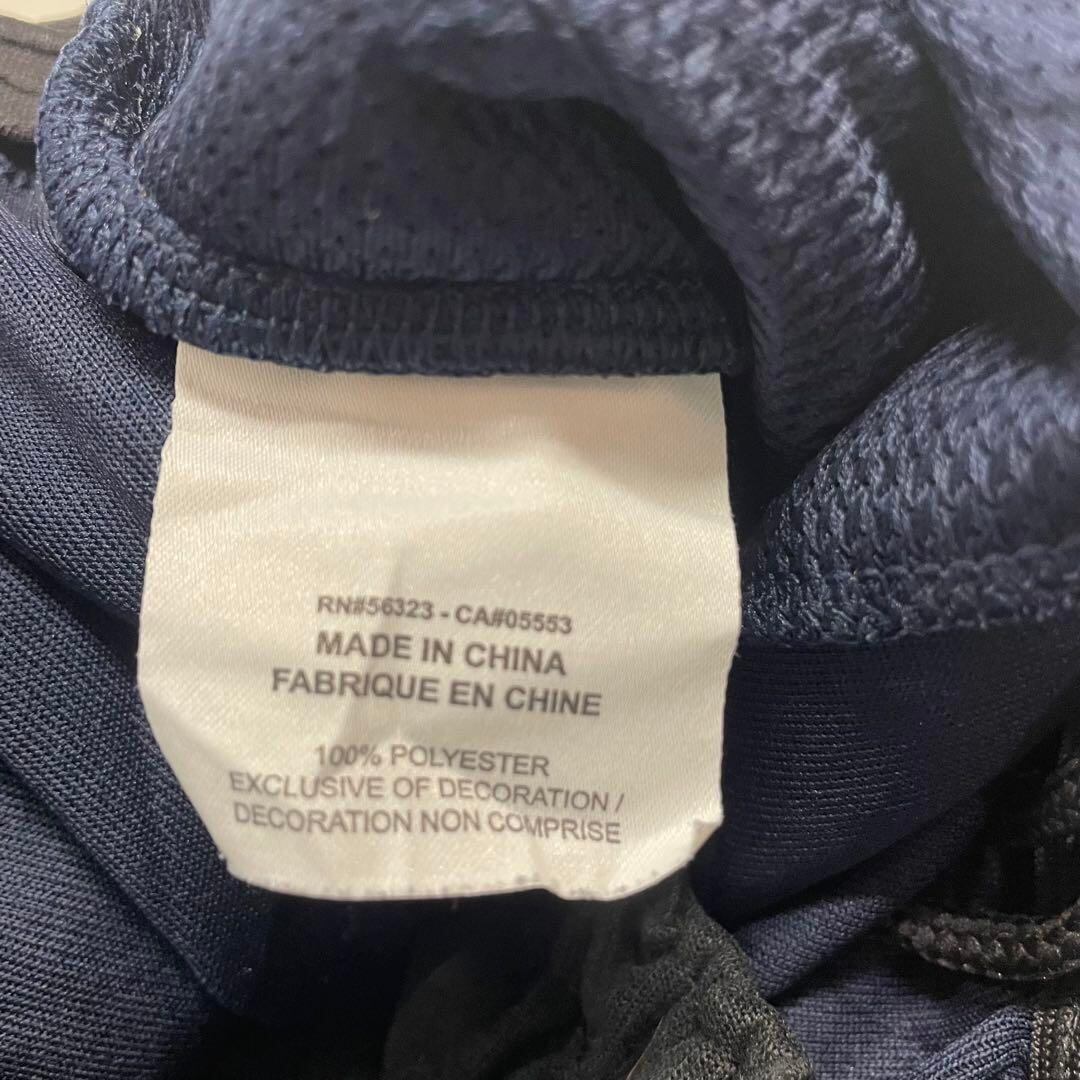 RN#56323 - CA#05553
MADE IN CHINA
FABRIQUE EN CHINE
100% POLYESTER
EXCLUSIVE OF DECORATION /
DECORATION NON COMPRISE